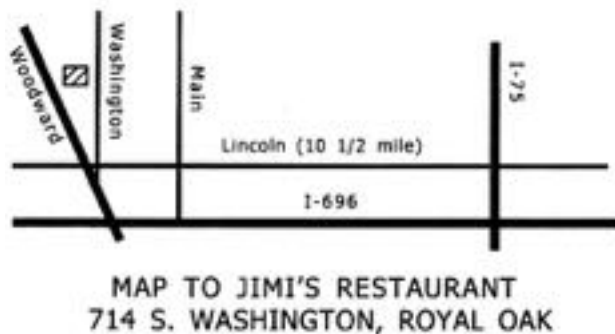 Woodward
Washington
Main
I-75
Lincoln (10 1/2 mile)
I-696
MAP TO JIMI'S RESTAURANT
714 S. WASHINGTON, ROYAL OAK